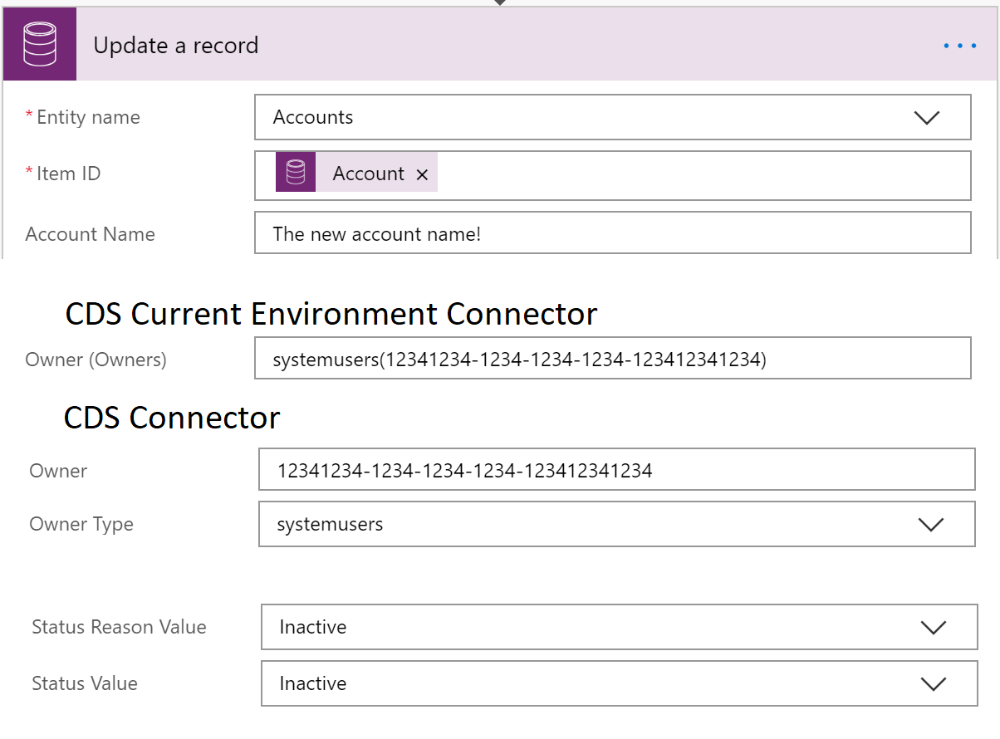 Update a record
* Entity name Accounts
* Item ID Account ×
Account Name The new account name!
CDS Current Environment Connector
Owner (Owners) systemusers(12341234-1234-1234-1234-123412341234)
CDS Connector
Owner 12341234-1234-1234-1234-123412341234
Owner Type systemusers
Status Reason Value Inactive
Status Value Inactive